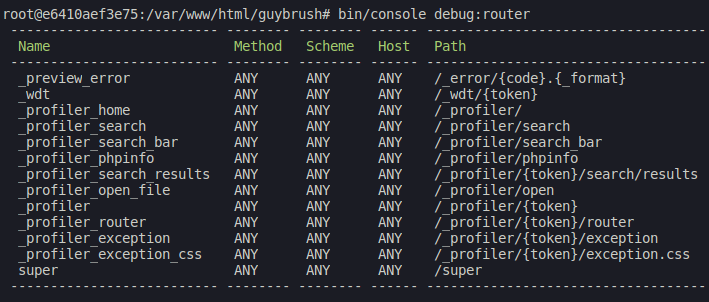 root@e6410aef3e75:/var/www/html/guybrush# bin/console debug:router
-------------------------- -------- -------- ------ -----------------------------------
Name Method Scheme Host Path
-------------------------- -------- -------- ------ -----------------------------------
_preview_error ANY ANY ANY /_error/{code}.{_format}
_wdt ANY ANY ANY /_wdt/{token}
_profiler_home ANY ANY ANY /_profiler/
_profiler_search ANY ANY ANY /_profiler/search
_profiler_search_bar ANY ANY ANY /_profiler/search_bar
_profiler_phpinfo ANY ANY ANY /_profiler/phpinfo
_profiler_search_results ANY ANY ANY /_profiler/{token}/search/results
_profiler_open_file ANY ANY ANY /_profiler/open
_profiler ANY ANY ANY /_profiler/{token}
_profiler_router ANY ANY ANY /_profiler/{token}/router
_profiler_exception ANY ANY ANY /_profiler/{token}/exception
_profiler_exception_css ANY ANY ANY /_profiler/{token}/exception.css
super ANY ANY ANY /super
-------------------------- -------- -------- ------ -----------------------------------